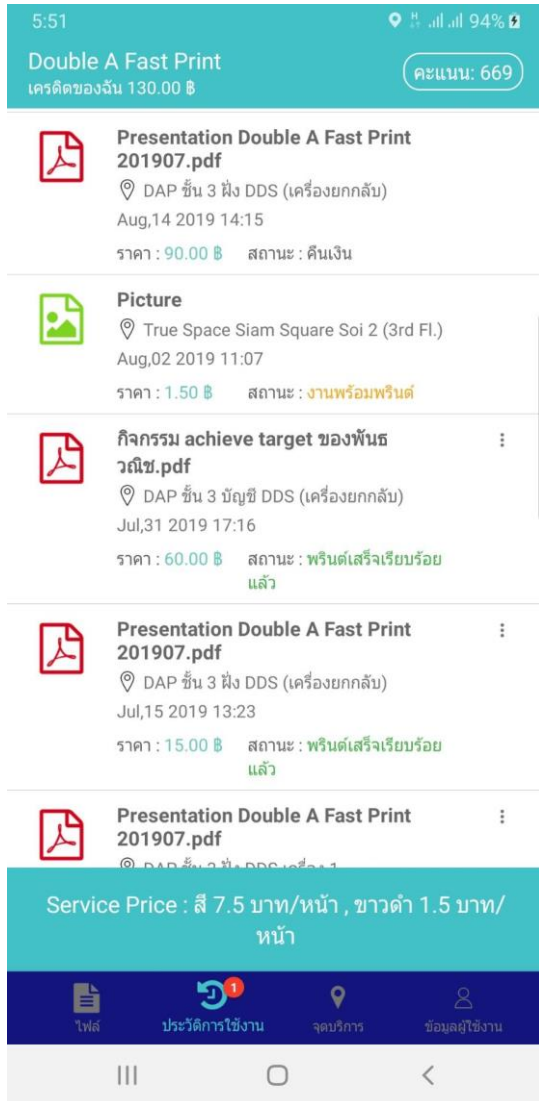 5:51
94%
Double A Fast Print
เครดิตของฉัน 130.00 ฿
คะแนน: 669
Presentation Double A Fast Print
201907.pdf
DAP ชั้น 3 ฝั่ง DDS (เครื่องยกกลับ)
Aug,14 2019 14:15
ราคา : 90.00 ฿ สถานะ : คืนเงิน
Picture
True Space Siam Square Soi 2 (3rd Fl.)
Aug,02 2019 11:07
ราคา : 1.50 ฿ สถานะ : งานพร้อมพรินต์
กิจกรรม achieve target ของพันธ
วณิช.pdf
DAP ชั้น 3 บัญชี DDS (เครื่องยกกลับ)
Jul,31 2019 17:16
ราคา : 60.00 ฿ สถานะ : พรินต์เสร็จเรียบร้อย
แล้ว
Presentation Double A Fast Print
201907.pdf
DAP ชั้น 3 ฝั่ง DDS (เครื่องยกกลับ)
Jul,15 2019 13:23
ราคา : 15.00 ฿ สถานะ : พรินต์เสร็จเรียบร้อย
แล้ว
Presentation Double A Fast Print
201907.pdf
DAP ชั้น 3 ฝั่ง DDS เครื่อง 1
Service Price : สี 7.5 บาท/หน้า , ขาวดำ 1.5 บาท/
หน้า
1
ไฟล์ ประวัติการใช้งาน จุดบริการ ข้อมูลผู้ใช้งาน